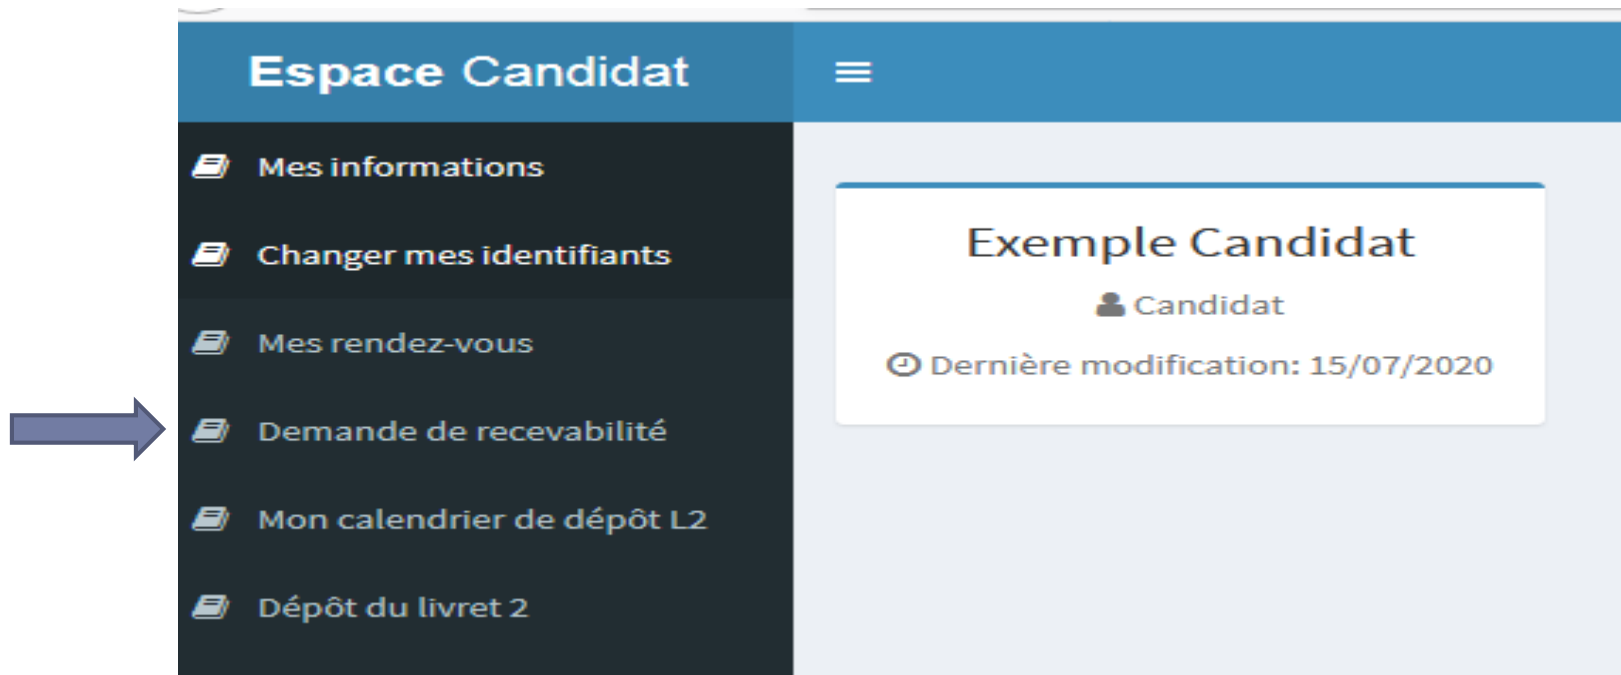 Espace Candidat
Mes informations
Changer mes identifiants
Mes rendez-vous
Demande de recevabilité
Mon calendrier de dépôt L2
Dépôt du livret 2
Exemple Candidat
Candidat
Dernière modification: 15/07/2020